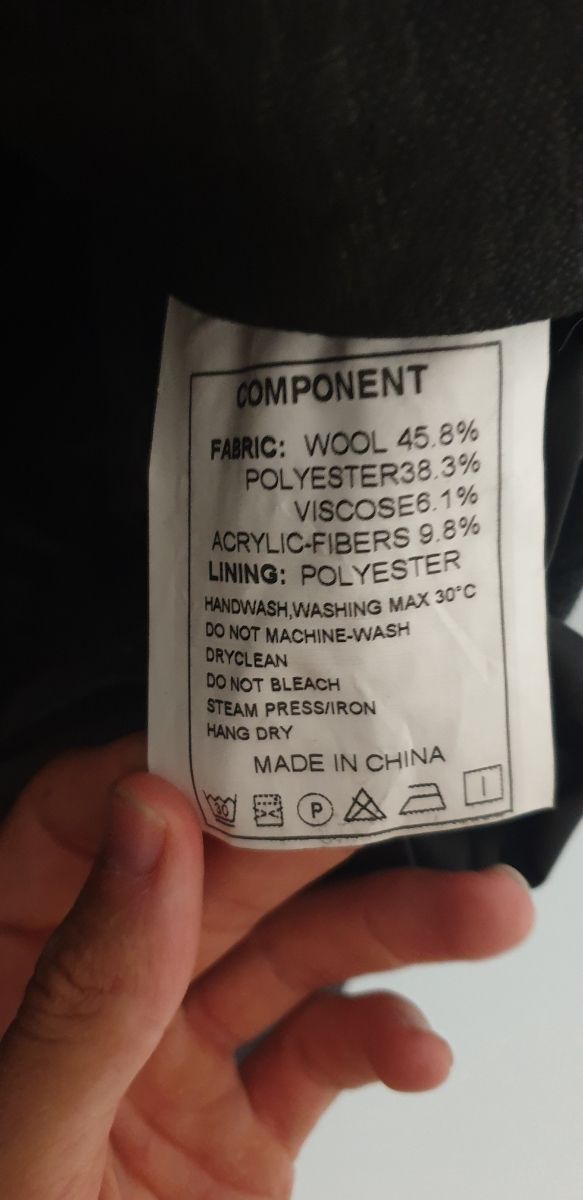 COMPONENT
FABRIC: WOOL 45.8%
POLYESTER38.3%
VISCOSE6.1%
ACRYLIC-FIBERS 9.8%
LINING: POLYESTER
HANDWASH,WASHING MAX 30°C
DO NOT MACHINE-WASH
DRYCLEAN
DO NOT BLEACH
STEAM PRESS/IRON
HANG DRY
MADE IN CHINA
30 P